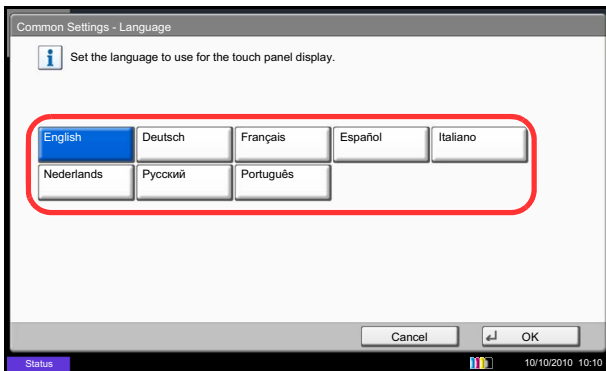 Common Settings - Language
Set the language to use for the touch panel display.
English Deutsch Français Español Italiano
Nederlands Русский Português
Cancel OK
Status 10/10/2010 10:10